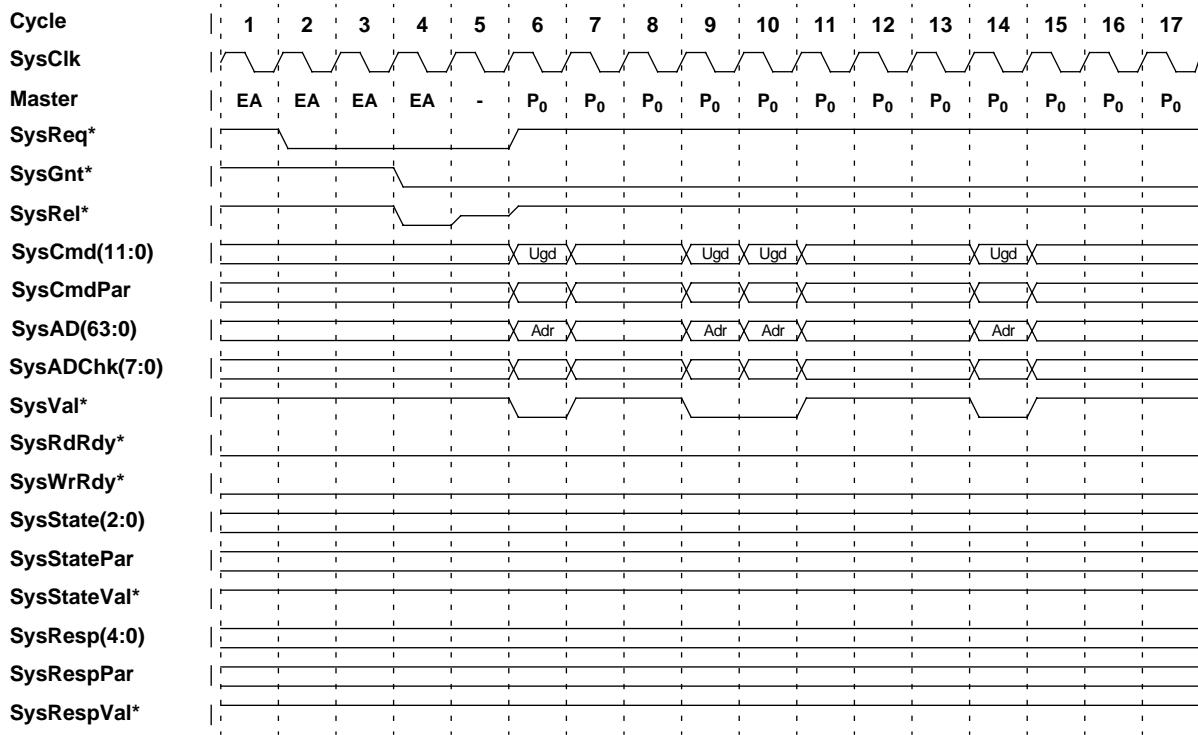 Cycle 1 2 3 4 5 6 7 8 9 10 11 12 13 14 15 16 17
SysClk
Master EA EA EA EA - P0 P0 P0 P0 P0 P0 P0 P0 P0 P0 P0 P0
SysReq*
SysGnt*
SysRel*
SysCmd(11:0) Ugd Ugd Ugd Ugd
SysCmdPar
SysAD(63:0) Adr Adr Adr Adr
SysADChk(7:0)
SysVal*
SysRdRdy*
SysWrRdy*
SysState(2:0)
SysStatePar
SysStateVal*
SysResp(4:0)
SysRespPar
SysRespVal*